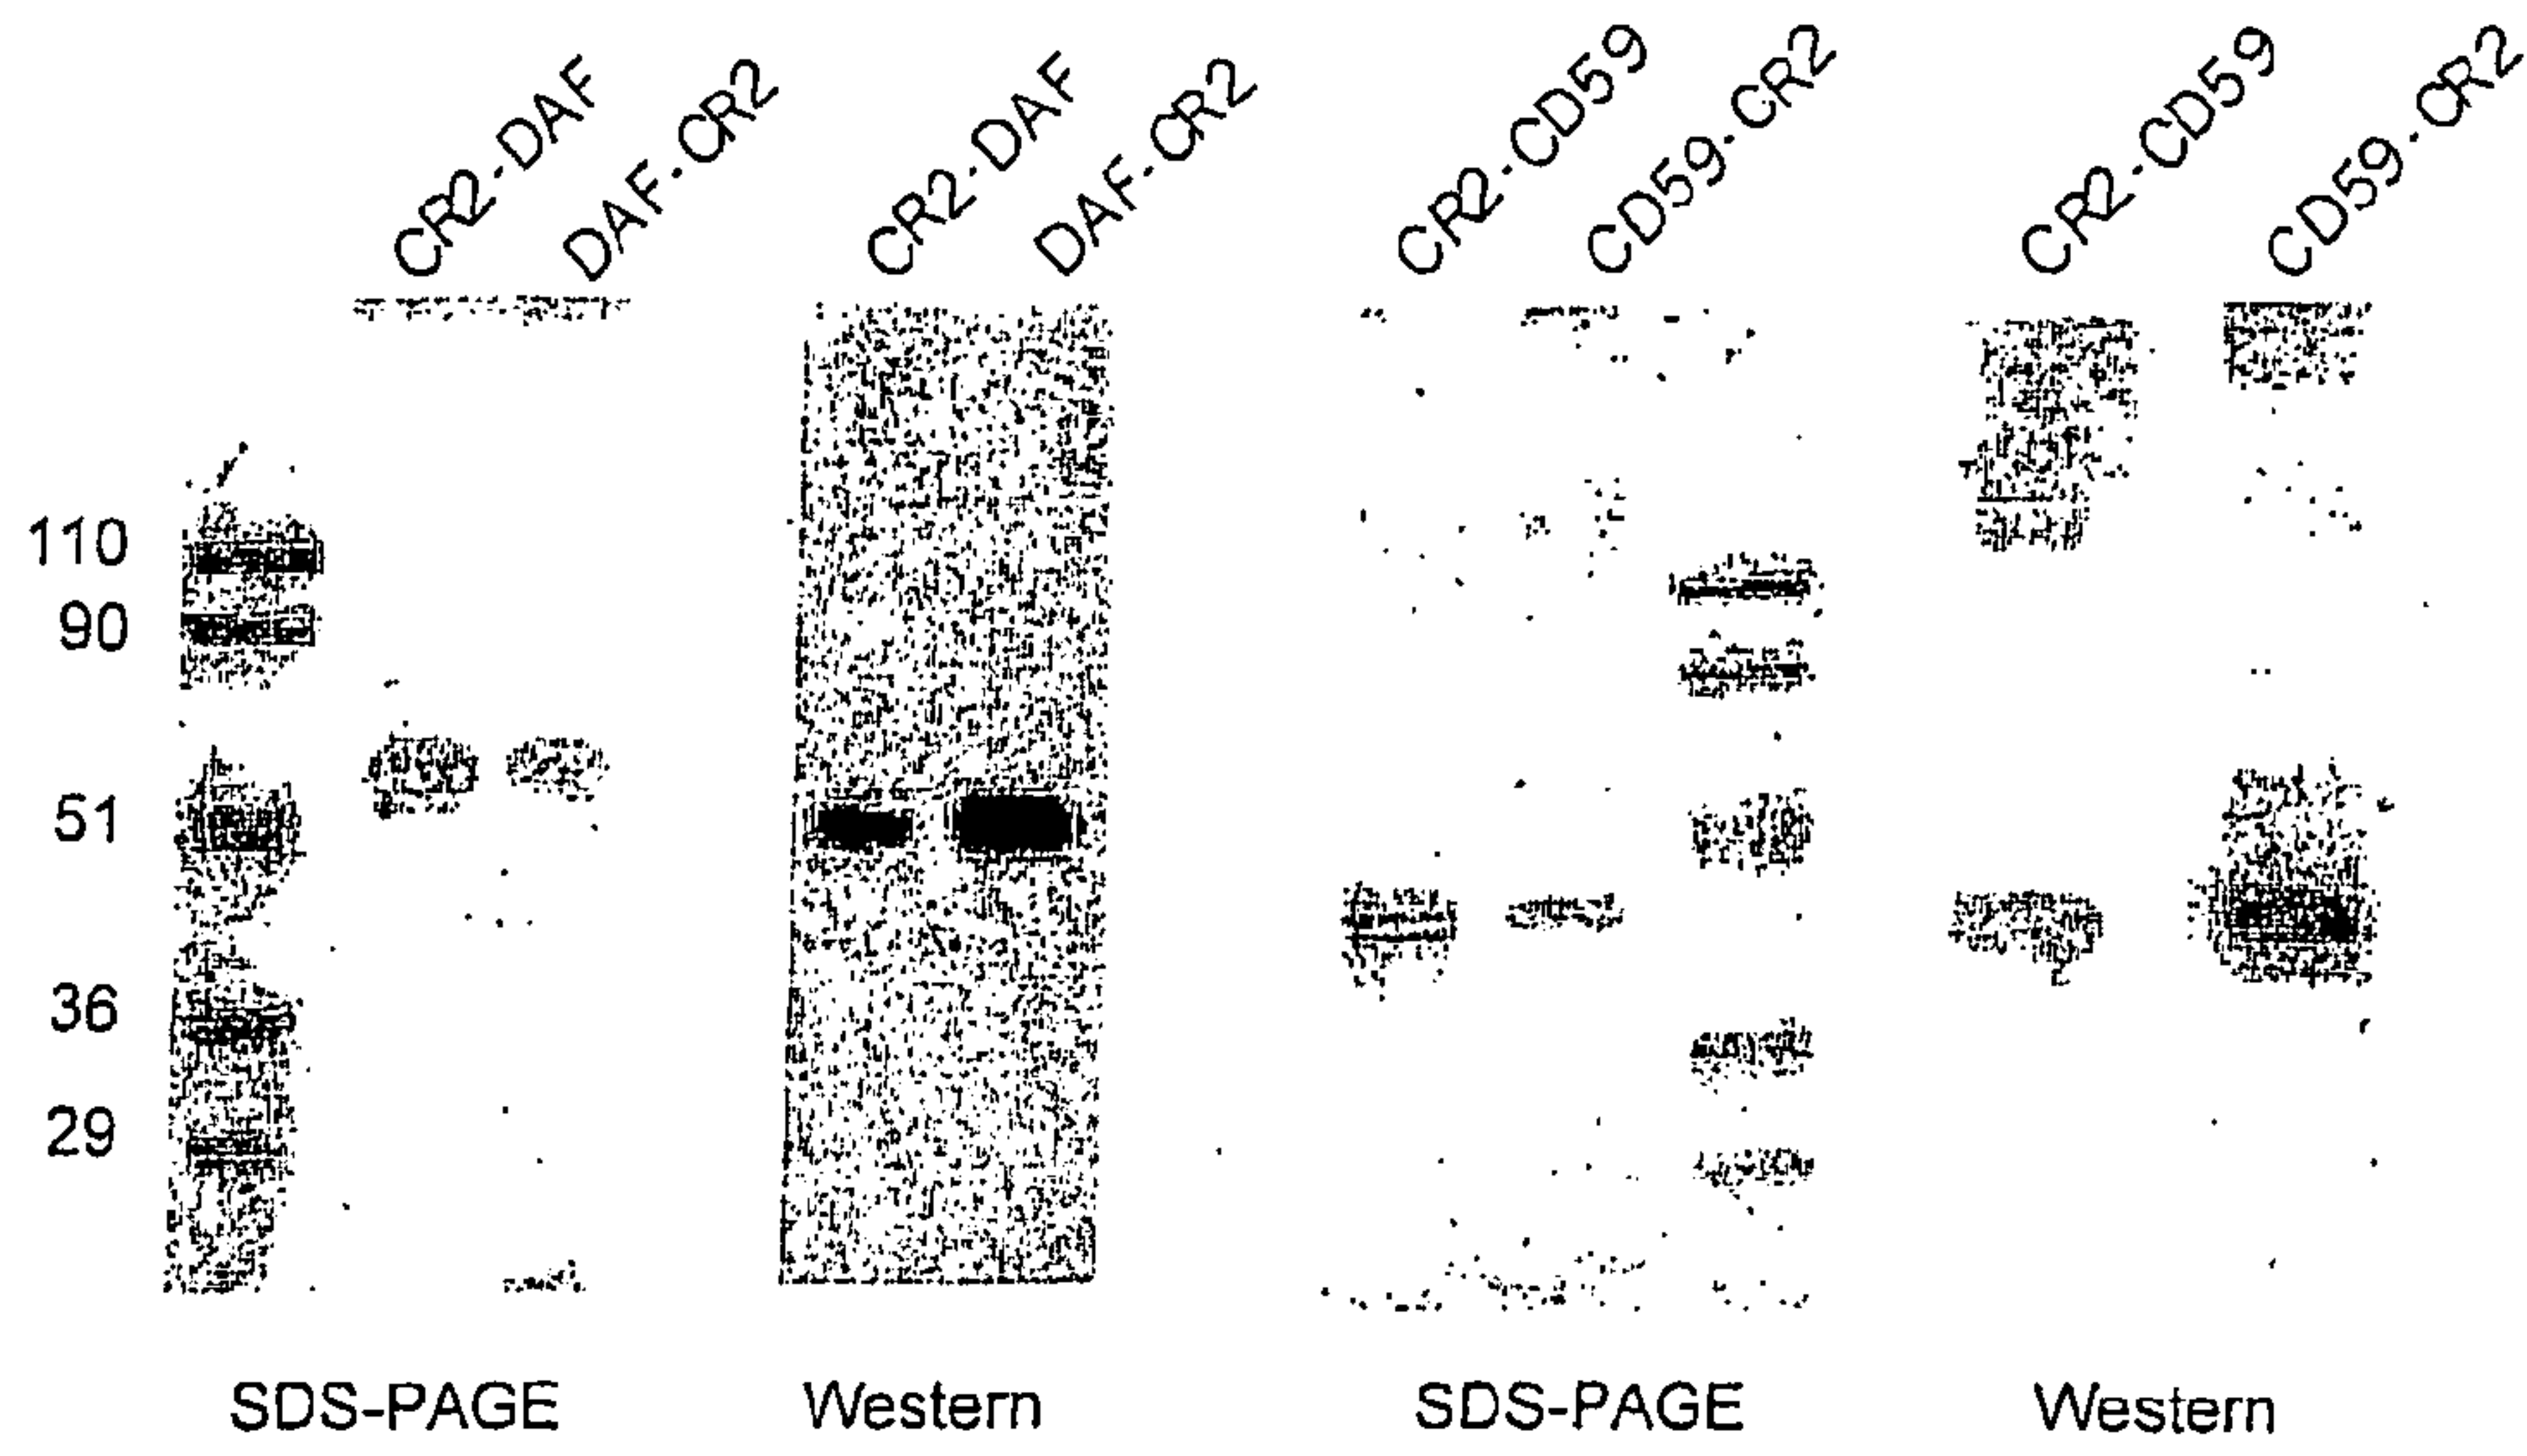 CR2-DAF
DAF-CR2
CR2-DAF
DAF-CR2
CR2-CD59
CD59-CR2
CR2-CD59
CD59-CR2
110
90
51
36
29
SDS-PAGE
Western
SDS-PAGE
Western